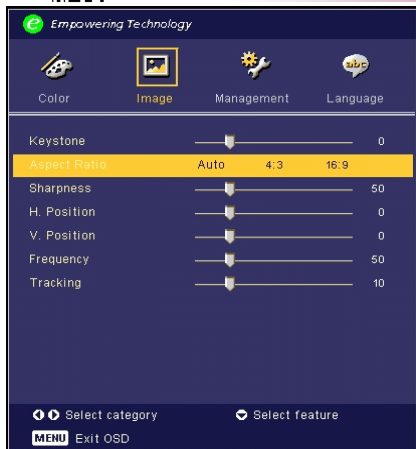 e Empowering Technology
abc
Color Image Management Language
Keystone 0
Aspect Ratio Auto 4:3 16:9
Sharpness 50
H. Position 0
V. Position 0
Frequency 50
Tracking 10
Select category Select feature
MENU Exit OSD